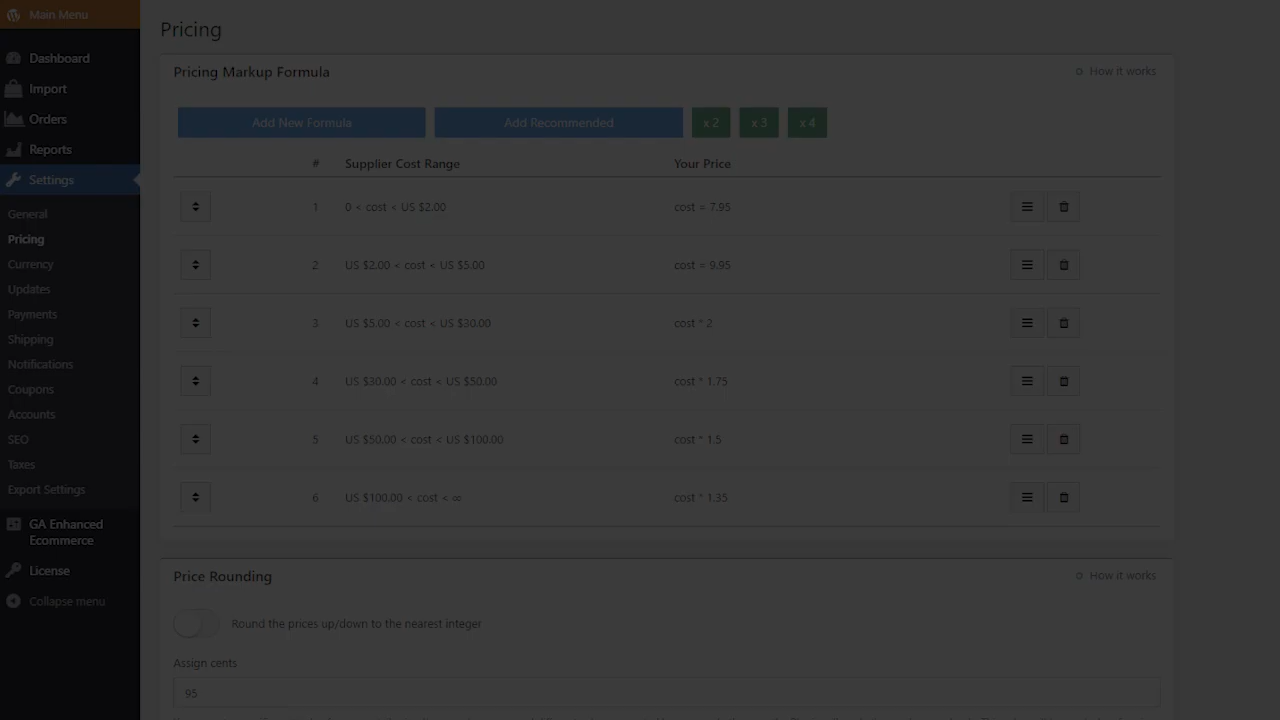 Main Menu
Dashboard
Import
Orders
Reports
Settings
General
Pricing
Currency
Updates
Payments
Shipping
Notifications
Coupons
Accounts
SEO
Taxes
Export Settings
GA Enhanced
Ecommerce
License
Collapse menu
Pricing
Pricing Markup Formula
How it works
Add New Formula Add Recommended x 2 x 3 x 4
# Supplier Cost Range Your Price
1 0 < cost < US $2.00 cost = 7.95
2 US $2.00 < cost < US $5.00 cost = 9.95
3 US $5.00 < cost < US $30.00 cost * 2
4 US $30.00 < cost < US $50.00 cost * 1.75
5 US $50.00 < cost < US $100.00 cost * 1.5
6 US $100.00 < cost < ∞ cost * 1.35
Price Rounding
How it works
Round the prices up/down to the nearest integer
Assign cents
95